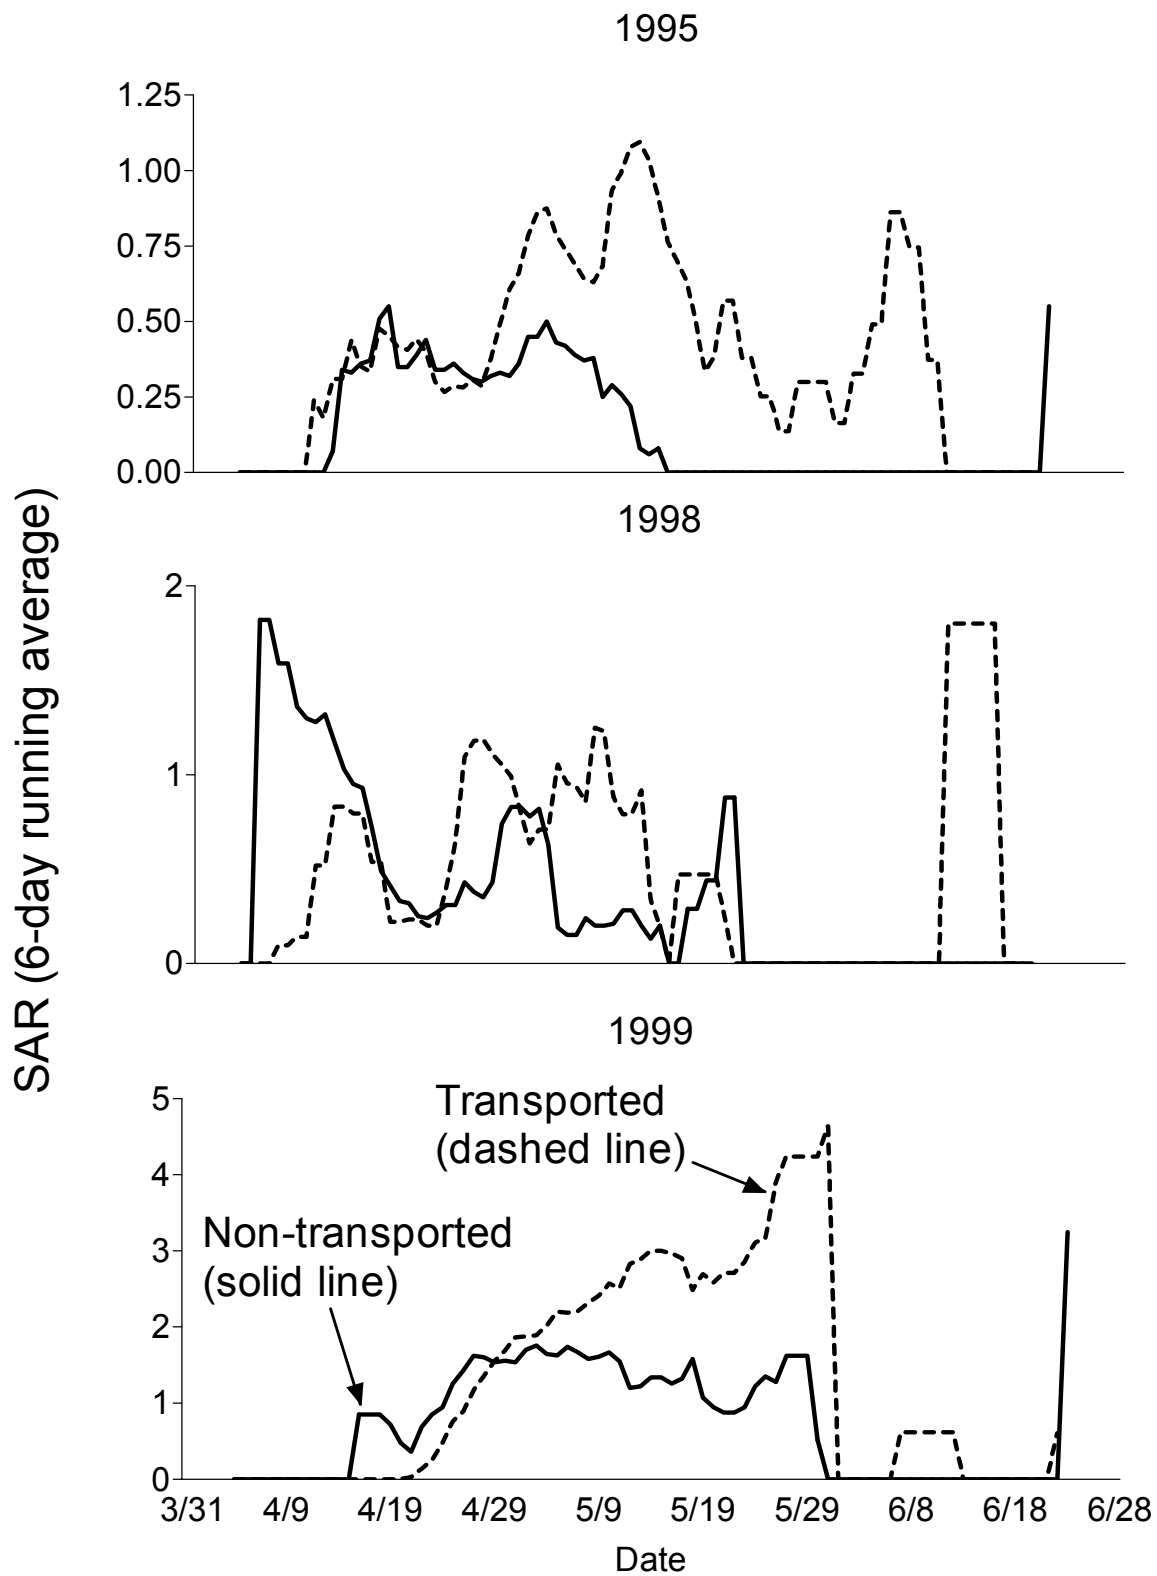 1995
1.25
1.00
0.75
0.50
0.25
0.00
1998
2
1
0
1999
5
4
3
2
1
0
Transported
(dashed line)
Non-transported
(solid line)
3/31 4/9 4/19 4/29 5/9 5/19 5/29 6/8 6/18 6/28
Date
SAR (6-day running average)